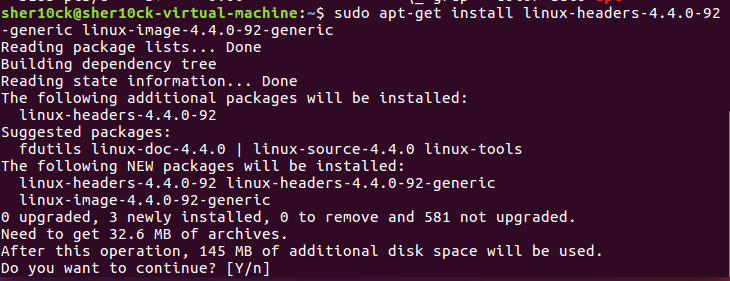 sher10ck@sher10ck-virtual-machine:~$ sudo apt-get install linux-headers-4.4.0-92
-generic linux-image-4.4.0-92-generic
Reading package lists... Done
Building dependency tree
Reading state information... Done
The following additional packages will be installed:
  linux-headers-4.4.0-92
Suggested packages:
  fdutils linux-doc-4.4.0 | linux-source-4.4.0 linux-tools
The following NEW packages will be installed:
  linux-headers-4.4.0-92 linux-headers-4.4.0-92-generic
  linux-image-4.4.0-92-generic
0 upgraded, 3 newly installed, 0 to remove and 581 not upgraded.
Need to get 32.6 MB of archives.
After this operation, 145 MB of additional disk space will be used.
Do you want to continue? [Y/n]